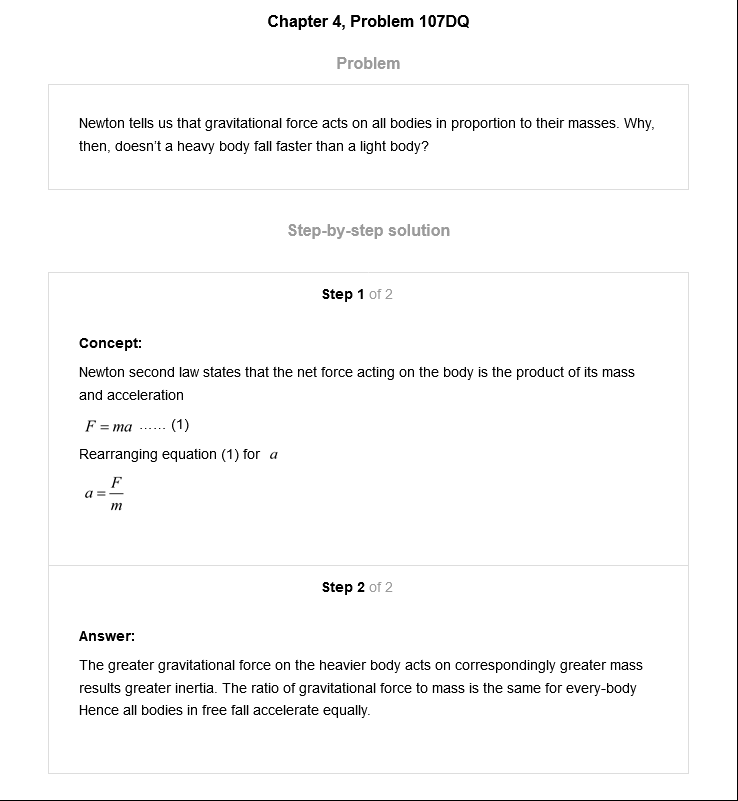 Chapter 4, Problem 107DQ
Problem
Newton tells us that gravitational force acts on all bodies in proportion to their masses. Why,
then, doesn't a heavy body fall faster than a light body?
Step-by-step solution
Step 1 of 2
Concept:
Newton second law states that the net force acting on the body is the product of its mass
and acceleration
F = ma ...... (1)
Rearranging equation (1) for a
a = F/m
Step 2 of 2
Answer:
The greater gravitational force on the heavier body acts on correspondingly greater mass
results greater inertia. The ratio of gravitational force to mass is the same for every-body
Hence all bodies in free fall accelerate equally.